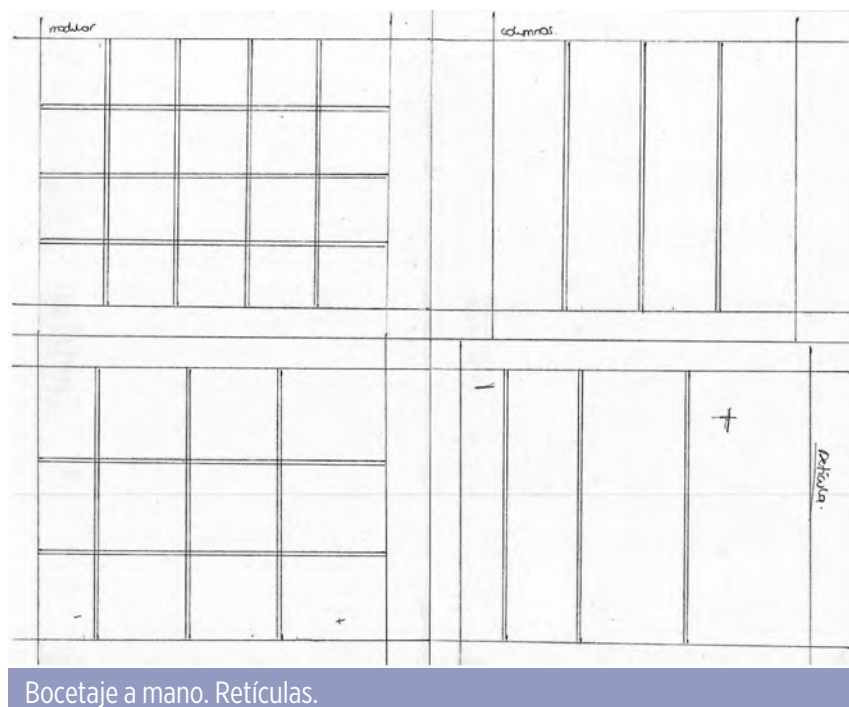 modular
columnas.
-
+
-
+
Retícula.
Bocetaje a mano. Retículas.